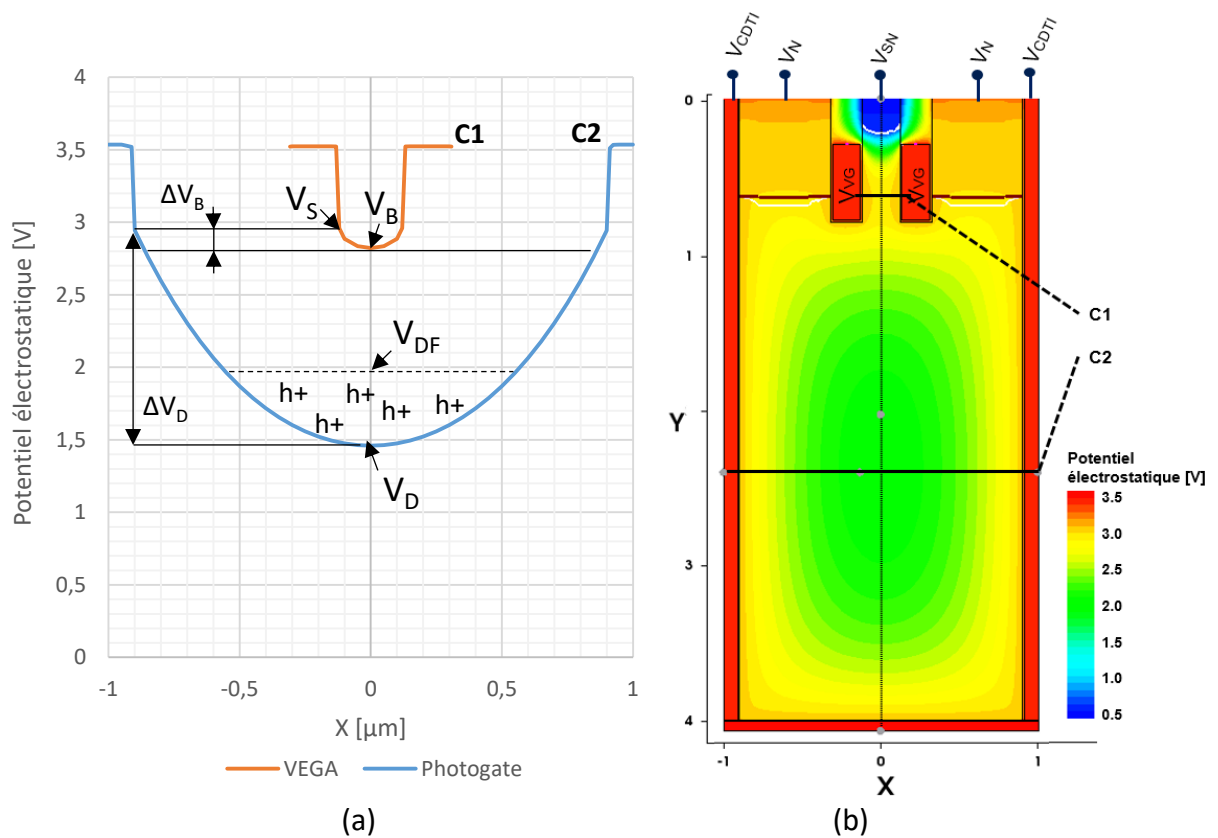 4
3,5
3
2,5
2
1,5
1
0,5
0
Potentiel électrostatique [V]
C1
C2
ΔV_B
V_S
V_B
V_DF
h+ h+ h+ h+ h+
ΔV_D
V_D
-1 -0,5 0 0,5 1
X [µm]
VEGA Photogate
(a)
V_CDTI V_N V_SN V_N V_CDTI
0
1
3
4
Y
V_VG V_VG
C1
C2
Potentiel
électrostatique [V]
3.5
3.0
2.5
2.0
1.5
1.0
0.5
-1 0 1
X
(b)